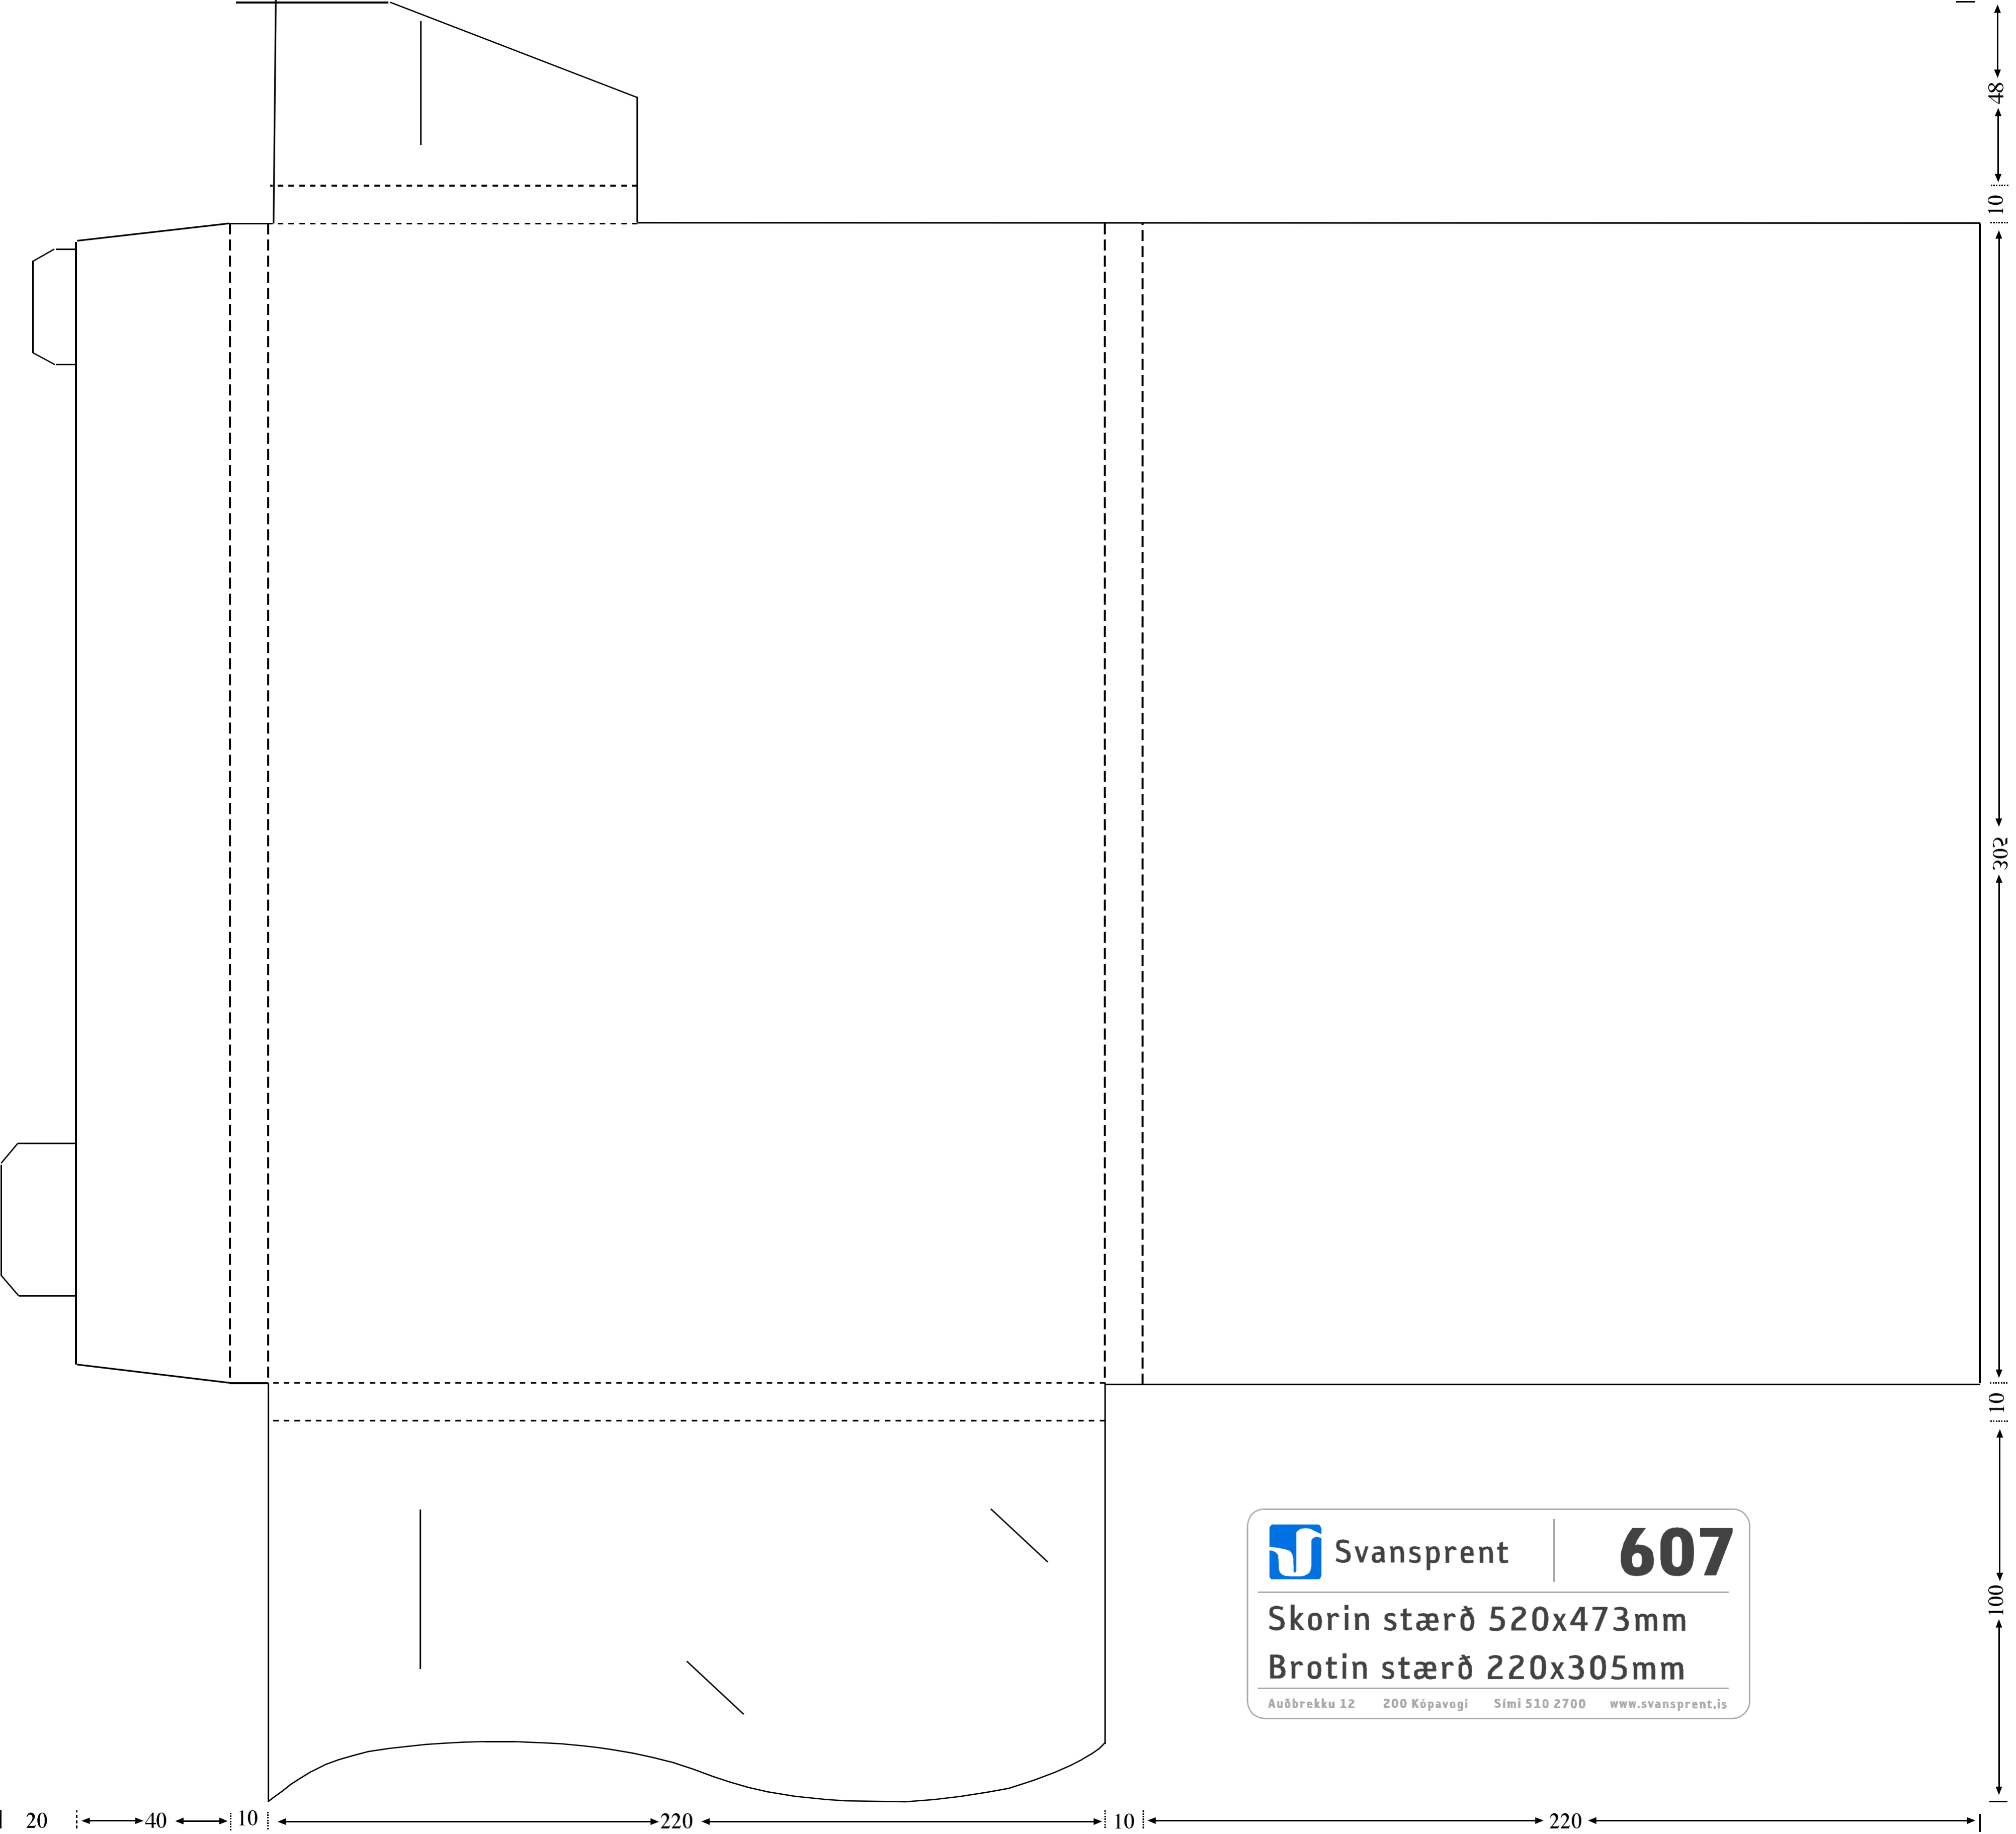 48
10
305
10
100
Svansprent
607
Skorin stærð 520x473mm
Brotin stærð 220x305mm
Auðbrekku 12 200 Kópavogi Sími 510 2700 www.svansprent.is
20 40 10 220 10 220